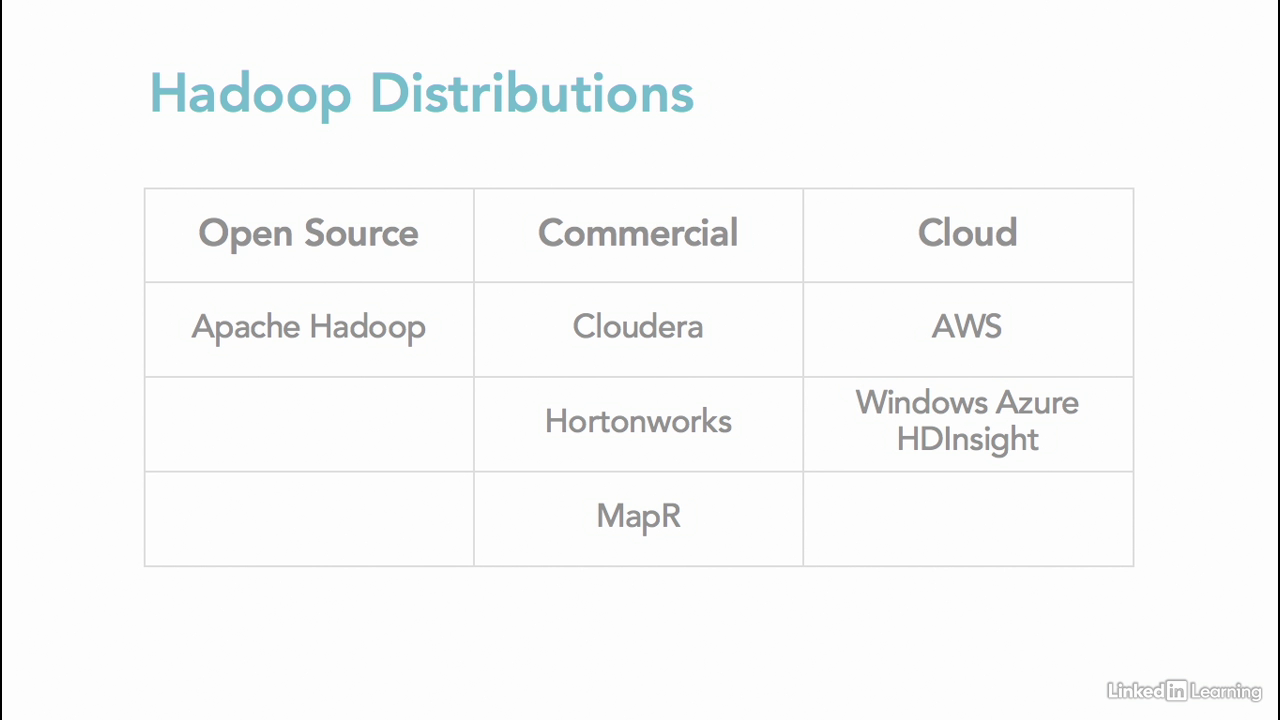 Hadoop Distributions
Open Source Commercial Cloud
Apache Hadoop Cloudera AWS
Hortonworks Windows Azure
HDInsight
MapR
Linked in Learning